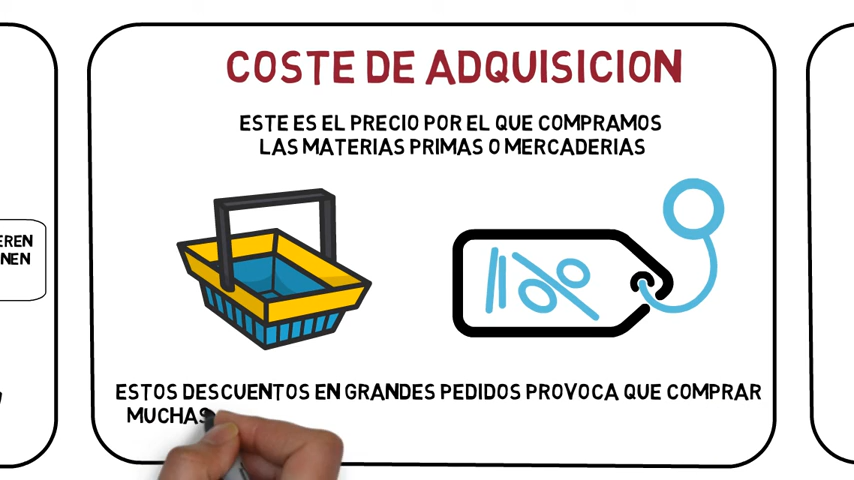 COSTE DE ADQUISICION
ESTE ES EL PRECIO POR EL QUE COMPRAMOS
LAS MATERIAS PRIMAS O MERCADERIAS
EREN
NEN
%
ESTOS DESCUENTOS EN GRANDES PEDIDOS PROVOCA QUE COMPRAR
MUCHAS